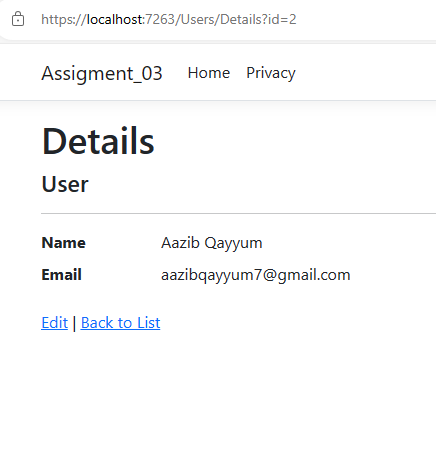 https://localhost:7263/Users/Details?id=2
Assigment_03 Home Privacy
Details
User
Name Aazib Qayyum
Email aazibqayyum7@gmail.com
Edit | Back to List